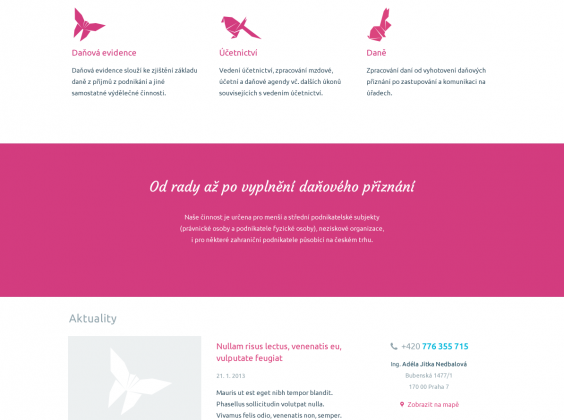 Daňová evidence
Daňová evidence slouží ke zjištění základu
daně z příjmů z podnikání a jiné
samostatné výdělečné činnosti.
Účetnictví
Vedení účetnictví, zpracování mzdové,
účetní a daňové agendy vč. dalších úkonů
souvisejících s vedením účetnictví.
Daně
Zpracování daní od vyhotovení daňových
přiznání po zastupování a komunikaci na
úřadech.
Od rady až po vyplnění daňového přiznání
Naše činnost je určena pro menší a střední podnikatelské subjekty
(právnické osoby a podnikatele fyzické osoby), neziskové organizace,
i pro některé zahraniční podnikatele působící na českém trhu.
Aktuality
Nullam risus lectus, venenatis eu,
vulputate feugiat
21. 1. 2015
Mauris ut est eget nibh tempor blandit.
Phasellus sollicitudin volutpat nulla.
Vivamus felis odio, venenatis non, semper.
+420 776 355 715
Ing. Adéla Jitka Nedbalová
Bubenská 1477/1
170 00 Praha 7
Zobrazit na mapě